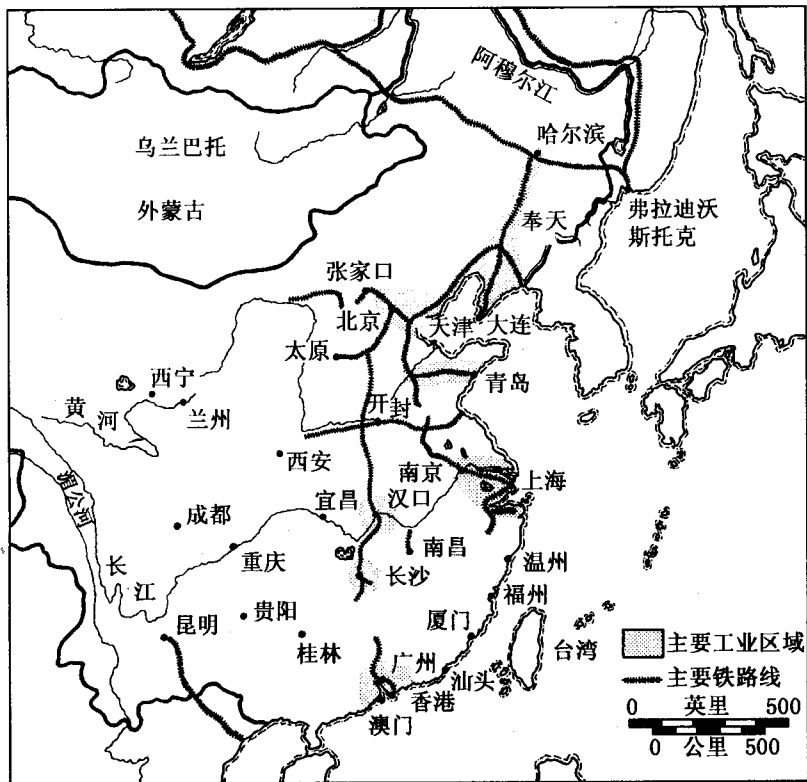 阿穆尔江
乌兰巴托
哈尔滨
外蒙古
奉天
弗拉迪沃
斯托克
张家口
北京
天津
大连
太原
西宁
青岛
黄河
兰州
开封
西安
南京
上海
湄公河
宜昌
汉口
成都
重庆
南昌
长江
长沙
温州
福州
昆明
贵阳
厦门
桂林
台湾
主要工业区域
广州
汕头
主要铁路线
香港
澳门
0 英里 500
0 公里 500